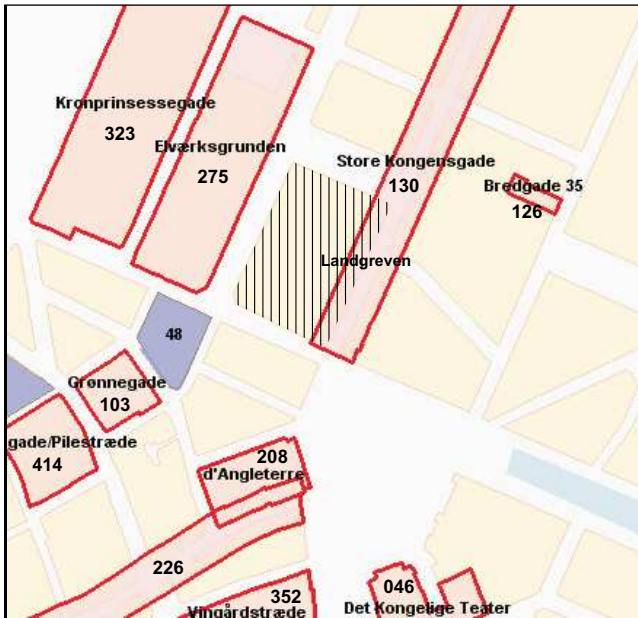 Kronprinsessegade
323
Elværksgrunden
275
Store Kongensgade
130
Bredgade 35
126
Landgreven
48
Grønnegade
103
gade/Pilestræde
414
208
d'Angleterre
226
352
Vingårdstræde
046
Det Kongelige Teater